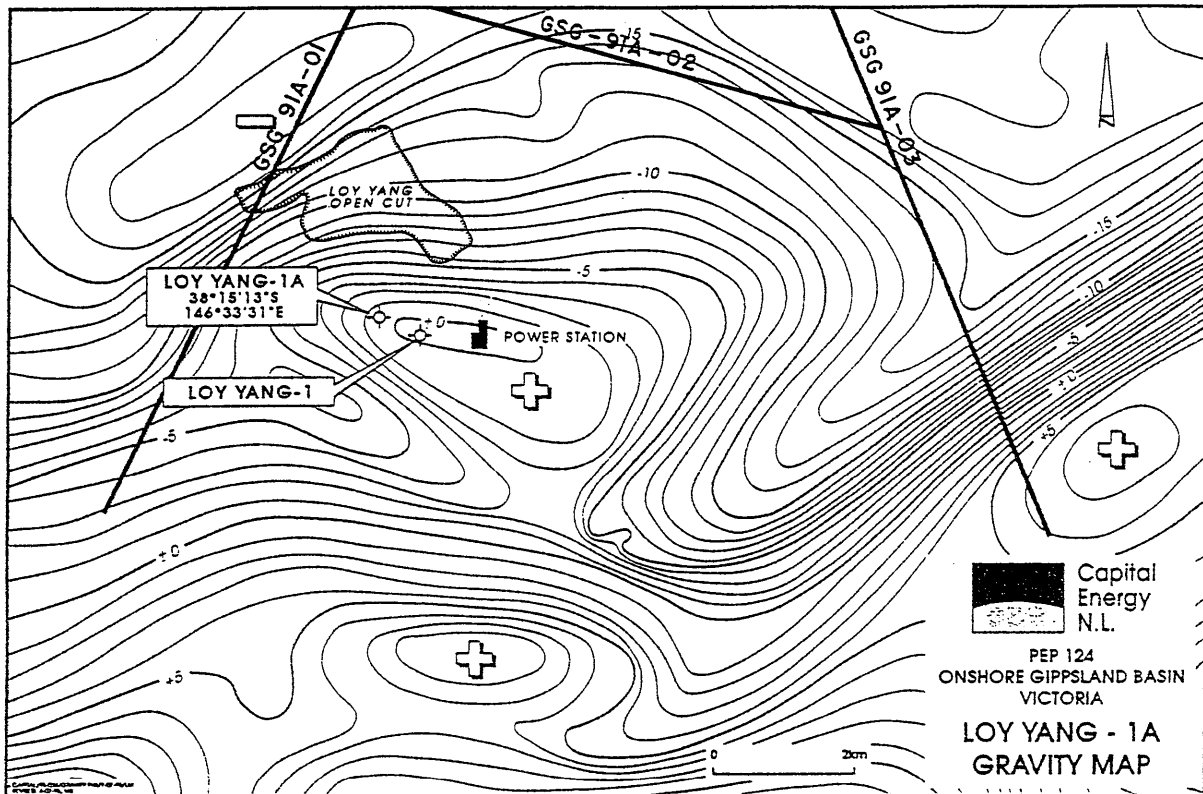 GSG 91A-01
GSG-91A-02
-15
GSG 91A-03
N
LOY YANG
OPEN CUT
-10
-15
LOY YANG-1A
38°15'13"S
146°33'31"E
-5
-10
±0
POWER STATION
-5
±0
LOY YANG-1
+5
-5
±0
+5
Capital
Energy
N.L.
PEP 124
ONSHORE GIPPSLAND BASIN
VICTORIA
LOY YANG - 1A
GRAVITY MAP
0 2km